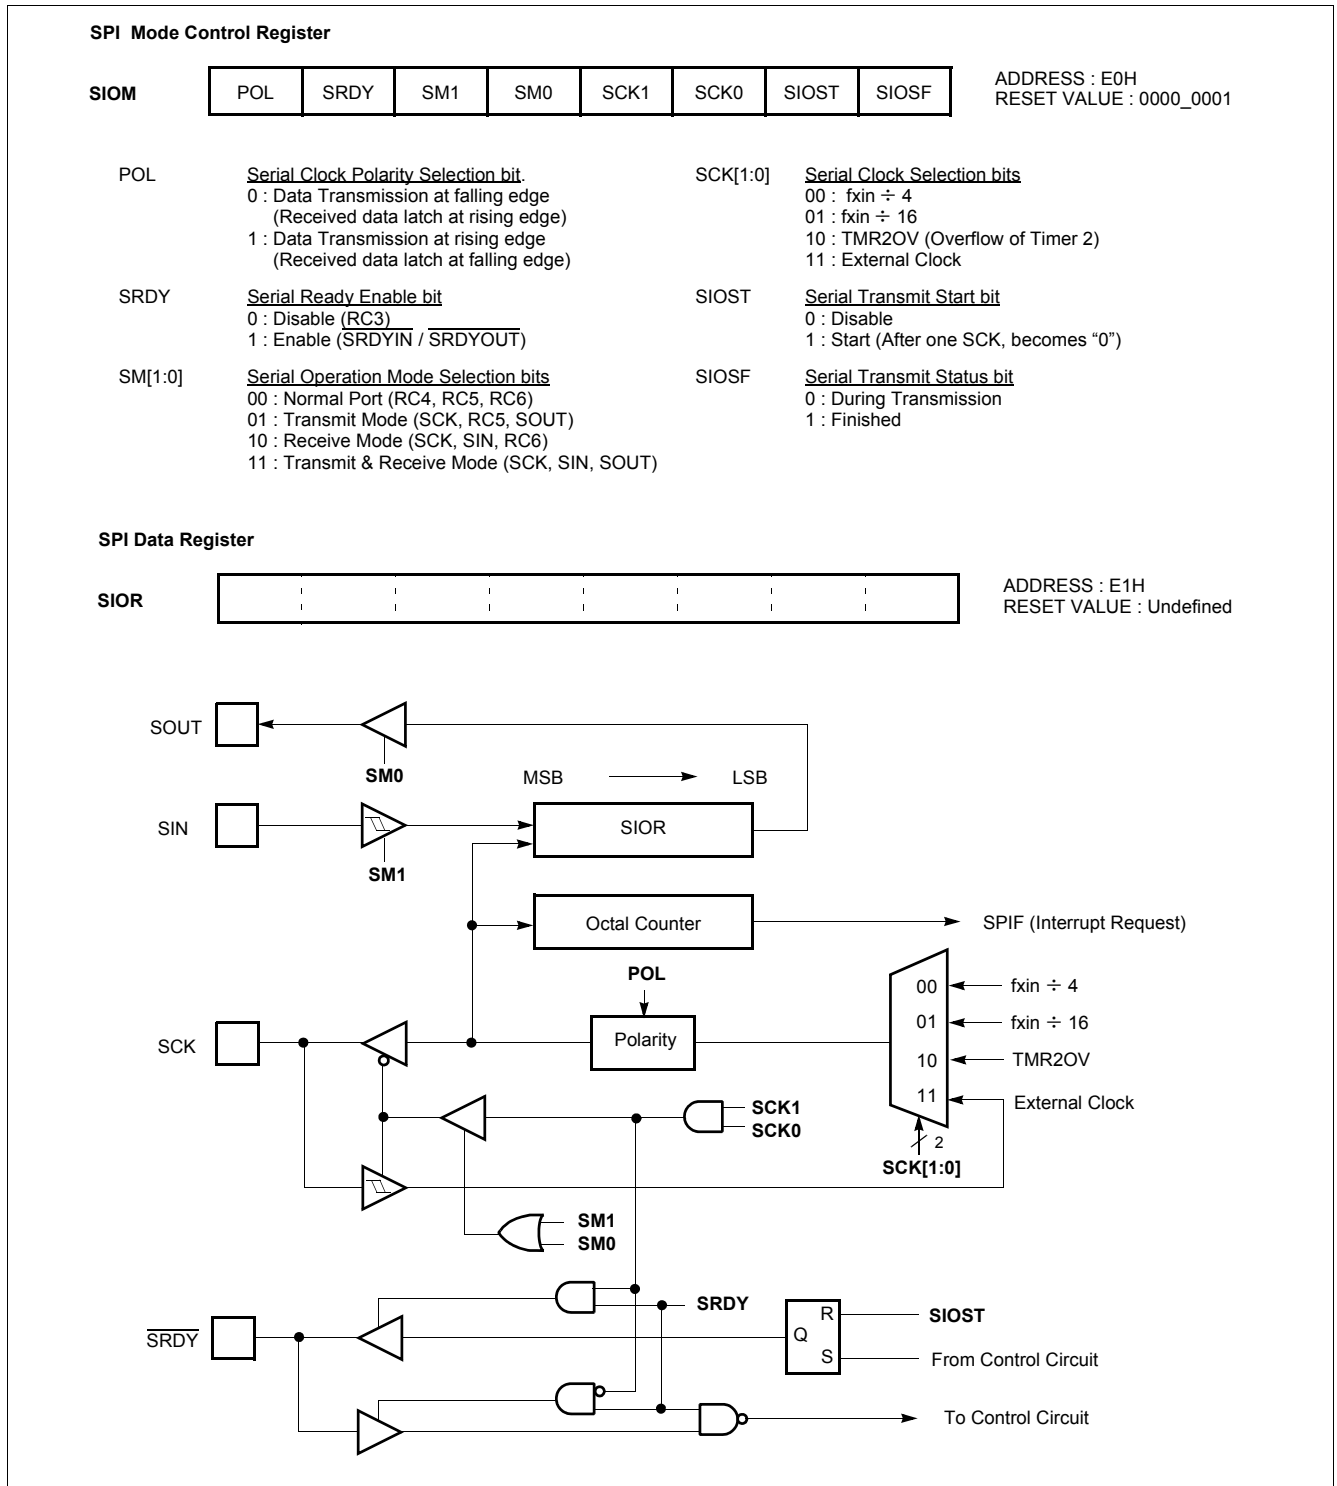 SPI Mode Control Register
SIOM
POL SRDY SM1 SM0 SCK1 SCK0 SIOST SIOSF
ADDRESS : E0H
RESET VALUE : 0000_0001
POL
Serial Clock Polarity Selection bit.
0 : Data Transmission at falling edge
(Received data latch at rising edge)
1 : Data Transmission at rising edge
(Received data latch at falling edge)
SRDY
Serial Ready Enable bit
0 : Disable (RC3)
1 : Enable (SRDYIN / SRDYOUT)
SM[1:0]
Serial Operation Mode Selection bits
00 : Normal Port (RC4, RC5, RC6)
01 : Transmit Mode (SCK, RC5, SOUT)
10 : Receive Mode (SCK, SIN, RC6)
11 : Transmit & Receive Mode (SCK, SIN, SOUT)
SCK[1:0]
Serial Clock Selection bits
00 : fxin ÷ 4
01 : fxin ÷ 16
10 : TMR2OV (Overflow of Timer 2)
11 : External Clock
SIOST
Serial Transmit Start bit
0 : Disable
1 : Start (After one SCK, becomes “0”)
SIOSF
Serial Transmit Status bit
0 : During Transmission
1 : Finished
SPI Data Register
SIOR
ADDRESS : E1H
RESET VALUE : Undefined
SOUT
SM0
MSB
LSB
SIN
SIOR
SM1
Octal Counter
SPIF (Interrupt Request)
POL
00
fxin ÷ 4
01
fxin ÷ 16
SCK
Polarity
10
TMR2OV
11
External Clock
SCK1
SCK0
2
SCK[1:0]
SM1
SM0
SRDY
SRDY
R
SIOST
Q
S
From Control Circuit
To Control Circuit